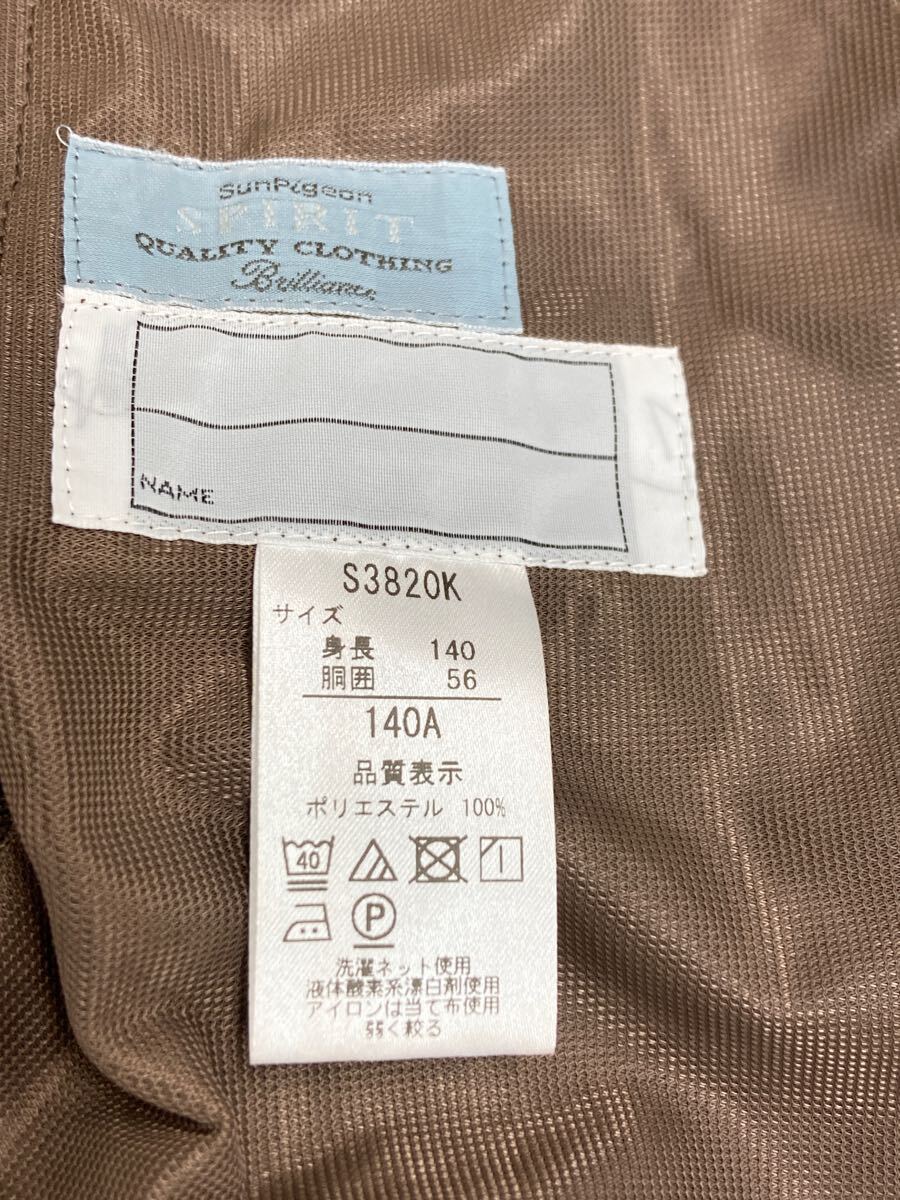 SunPigeon
SPIRIT
QUALITY CLOTHING
Brilliance
NAME
S3820K
サイズ
身長 140
胴囲 56
140A
品質表示
ポリエステル 100%
40
P
洗濯ネット使用
液体酸素系漂白剤使用
アイロンは当て布使用
弱く絞る